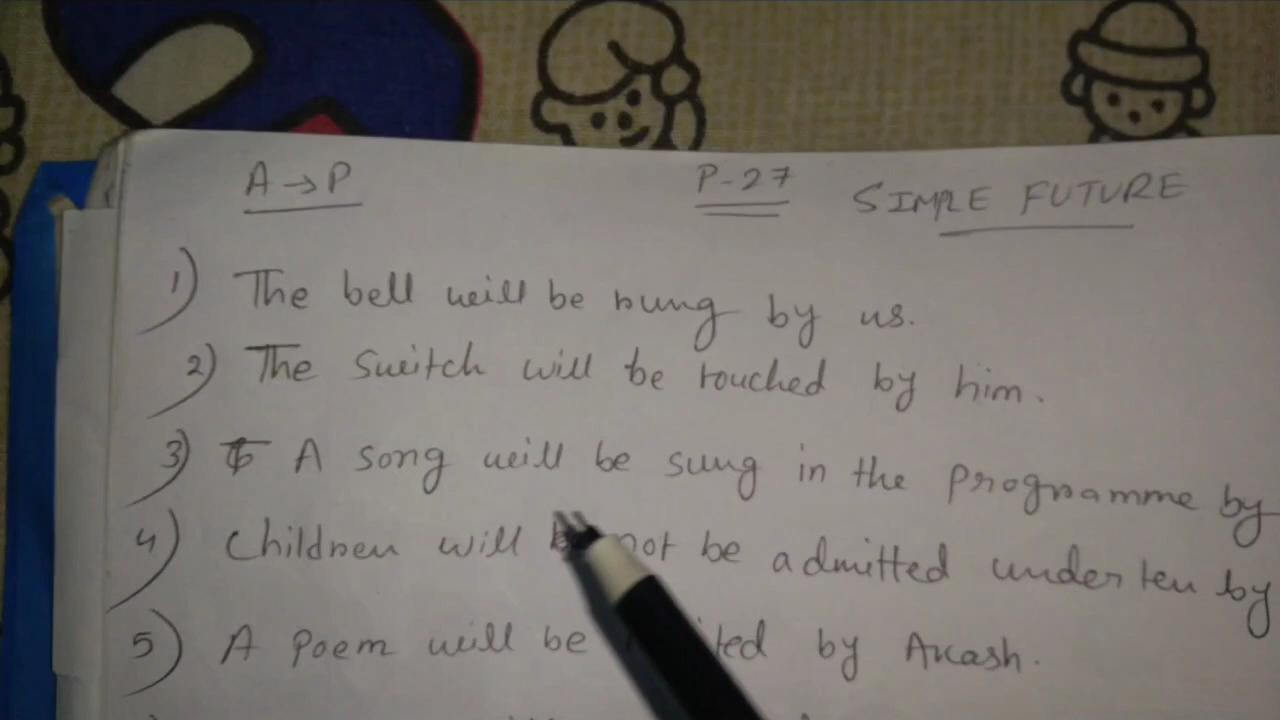 A → P P-27 SIMPLE FUTURE
1) The bell will be rung by us.
2) The switch will be touched by him.
3) A song will be sung in the programme by
4) Children will not be admitted under ten by
5) A poem will be by Akash.